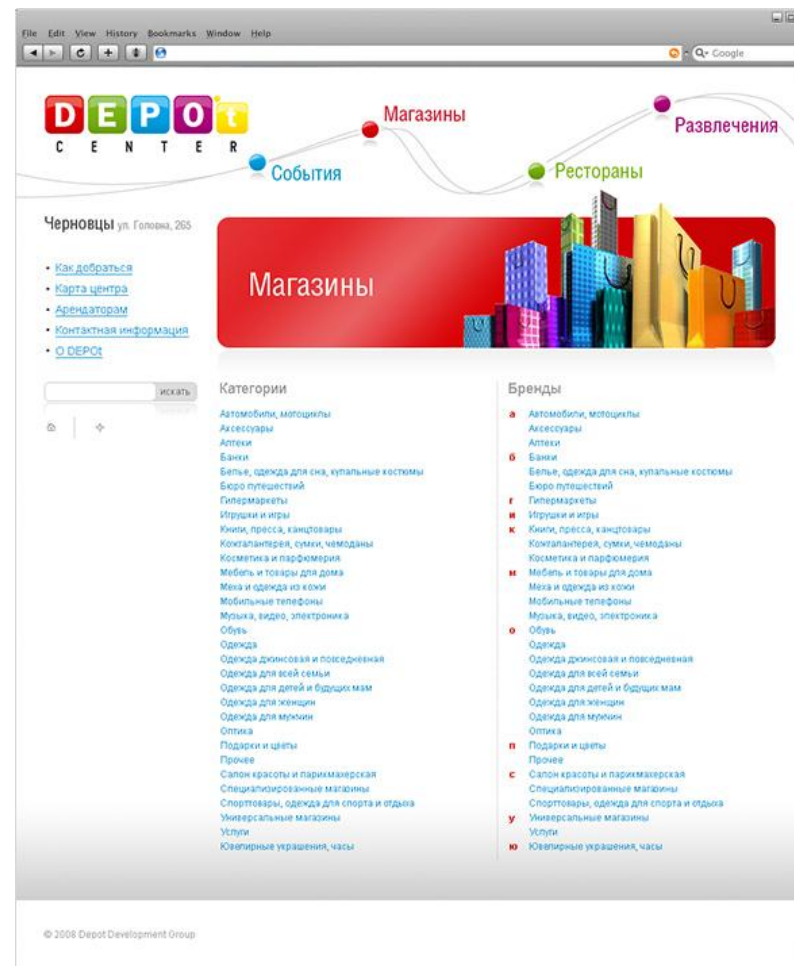 File Edit View History Bookmarks Window Help
Google
DEPOt
CENTER
События
Магазины
Рестораны
Развлечения
Черновцы ул. Головна, 265
• Как добраться
• Карта центра
• Арендаторам
• Контактная информация
• О DEPOt
искать
Магазины
Категории
Автомобили, мотоциклы
Аксессуары
Аптеки
Банки
Белье, одежда для сна, купальные костюмы
Бюро путешествий
Гипермаркеты
Игрушки и игры
Книги, пресса, канцтовары
Кожгалантерея, сумки, чемоданы
Косметика и парфюмерия
Мебель и товары для дома
Меха и одежда из кожи
Мобильные телефоны
Музыка, видео, электроника
Обувь
Одежда
Одежда джинсовая и повседневная
Одежда для всей семьи
Одежда для детей и будущих мам
Одежда для женщин
Одежда для мужчин
Оптика
Подарки и цветы
Прочее
Салон красоты и парикмахерская
Специализированные магазины
Спорттовары, одежда для спорта и отдыха
Универсальные магазины
Услуги
Ювелирные украшения, часы
Бренды
а Автомобили, мотоциклы
Аксессуары
Аптеки
б Банки
Белье, одежда для сна, купальные костюмы
Бюро путешествий
г Гипермаркеты
и Игрушки и игры
к Книги, пресса, канцтовары
Кожгалантерея, сумки, чемоданы
Косметика и парфюмерия
м Мебель и товары для дома
Меха и одежда из кожи
Мобильные телефоны
Музыка, видео, электроника
о Обувь
Одежда
Одежда джинсовая и повседневная
Одежда для всей семьи
Одежда для детей и будущих мам
Одежда для женщин
Одежда для мужчин
Оптика
п Подарки и цветы
Прочее
с Салон красоты и парикмахерская
Специализированные магазины
Спорттовары, одежда для спорта и отдыха
у Универсальные магазины
Услуги
ю Ювелирные украшения, часы
© 2008 Depot Development Group